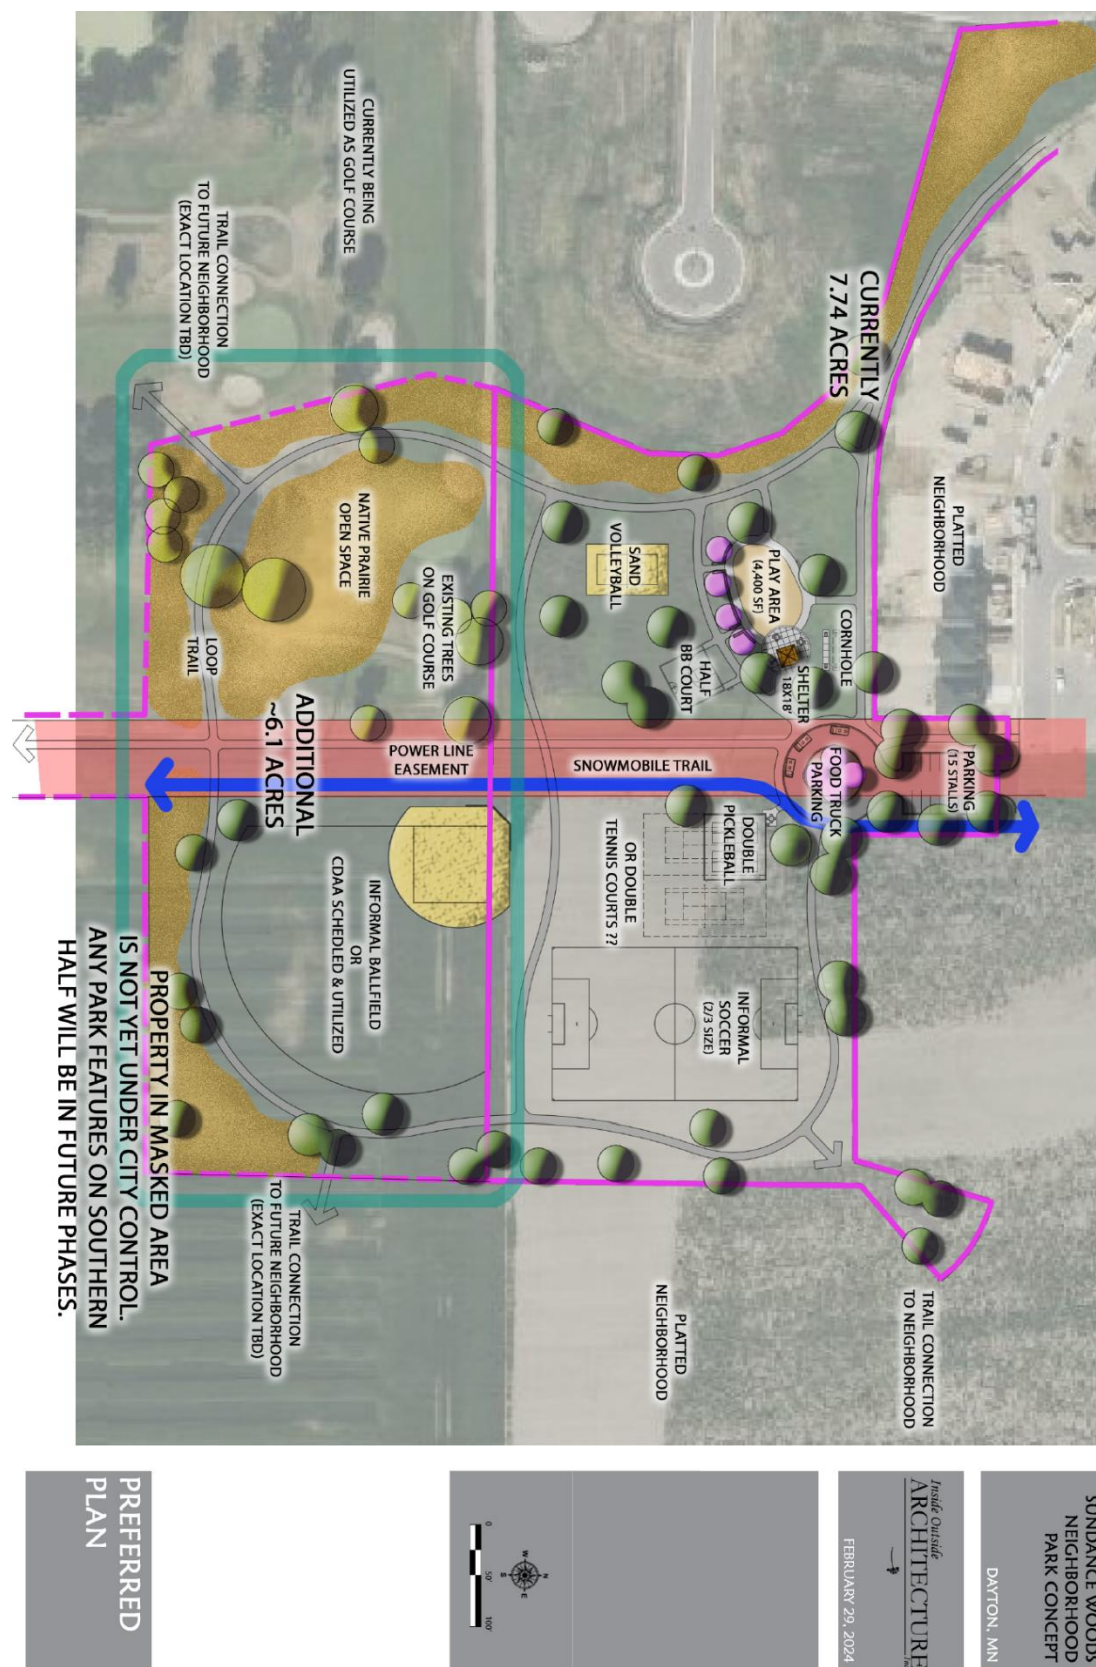 CURRENTLY BEING
UTILIZED AS GOLF COURSE
TRAIL CONNECTION
TO FUTURE NEIGHBORHOOD
(EXACT LOCATION TBD)
CURRENTLY
7.74 ACRES
PLATTED
NEIGHBORHOOD
NATIVE PRAIRIE
OPEN SPACE
EXISTING TREES
ON GOLF COURSE
SAND
VOLLEYBALL
PLAY AREA
(4,400 SF)
CORNHOLE
SHELTER
18X18'
HALF
BB COURT
LOOP
TRAIL
ADDITIONAL
~6.1 ACRES
POWER LINE
EASEMENT
SNOWMOBILE TRAIL
FOOD TRUCK
PARKING
PARKING
(15 STALLS)
DOUBLE
PICKLEBALL
OR DOUBLE
TENNIS COURTS ??
INFORMAL BALLFIELD
OR
CDAA SCHEDLED & UTILIZED
INFORMAL
SOCCER
(2/3 SIZE)
PROPERTY IN MASKED AREA
IS NOT YET UNDER CITY CONTROL.
ANY PARK FEATURES ON SOUTHERN
HALF WILL BE IN FUTURE PHASES.
TRAIL CONNECTION
TO FUTURE NEIGHBORHOOD
(EXACT LOCATION TBD)
PLATTED
NEIGHBORHOOD
TRAIL CONNECTION
TO NEIGHBORHOOD
SUNDANCE WOODS
NEIGHBORHOOD
PARK CONCEPT
DAYTON, MN
Inside Outside
ARCHITECTURE
FEBRUARY 29, 2024
N
W
E
S
0
50'
100'
PREFERRED
PLAN